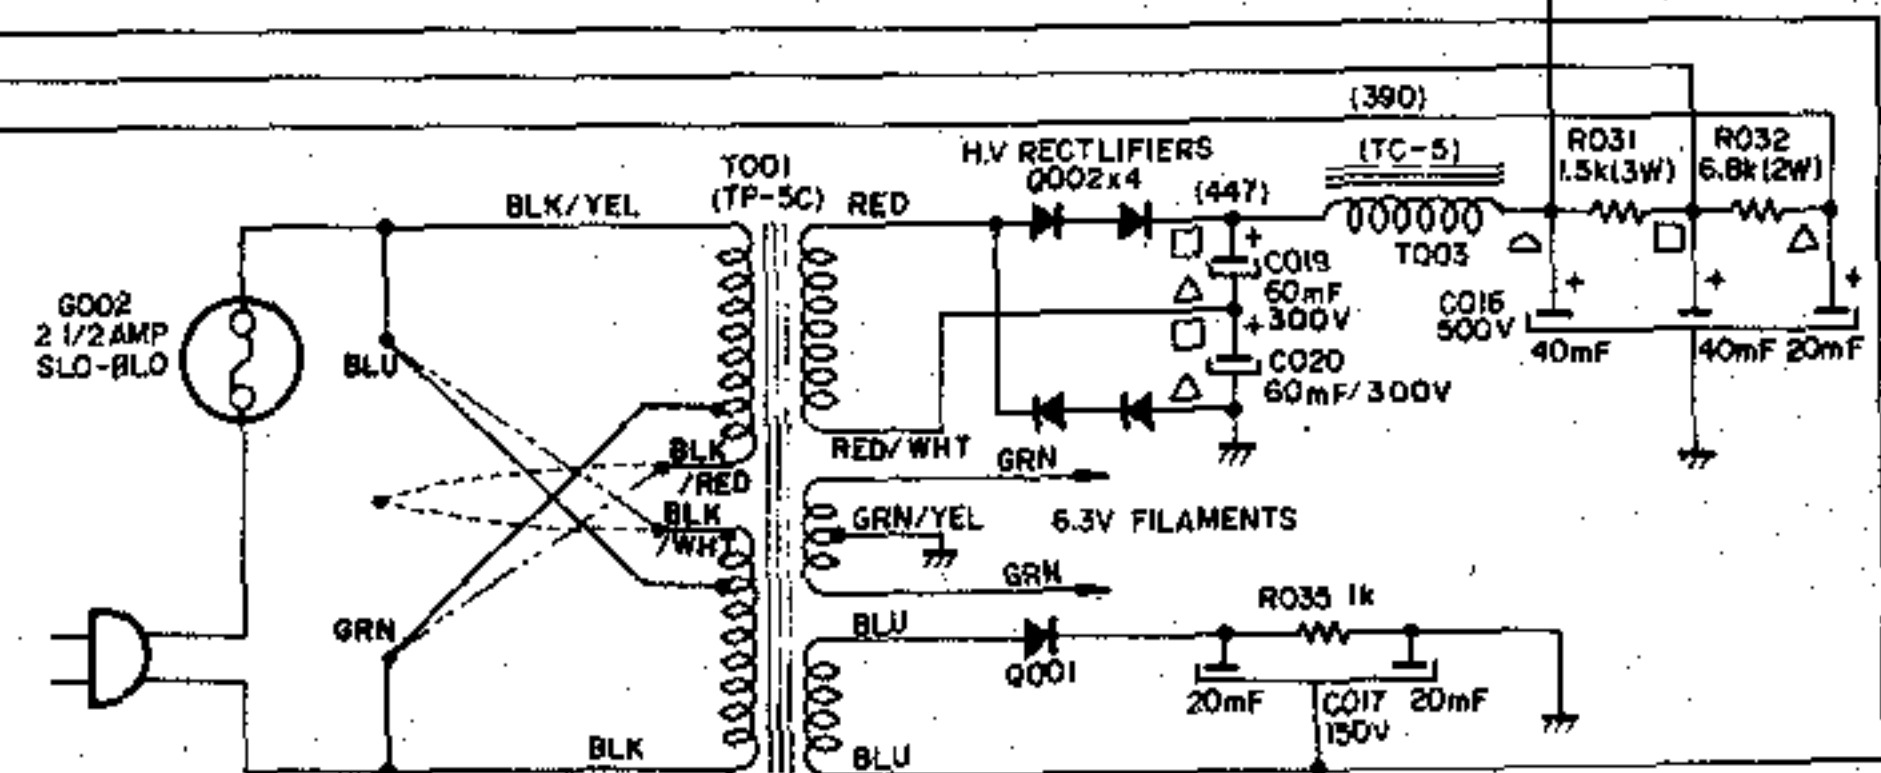 (390)
H.V RECTLIFIERS
Q002x4
(447)
(TC-5)
T003
R031
1.5k(3W)
R032
6.8k(2W)
T001
(TP-5C)
BLK/YEL
RED
G002
2 1/2 AMP
SLO-BLO
BLU
+
C019
60mF
300V
+
C020
60mF/300V
C016
500V
+
40mF
+
40mF
+
20mF
RED/WHT
BLK
/RED
BLK
/WHT
GRN
GRN/YEL
6.3V FILAMENTS
GRN
GRN
BLU
Q001
R035 1k
20mF
C017
150V
20mF
BLK
BLU